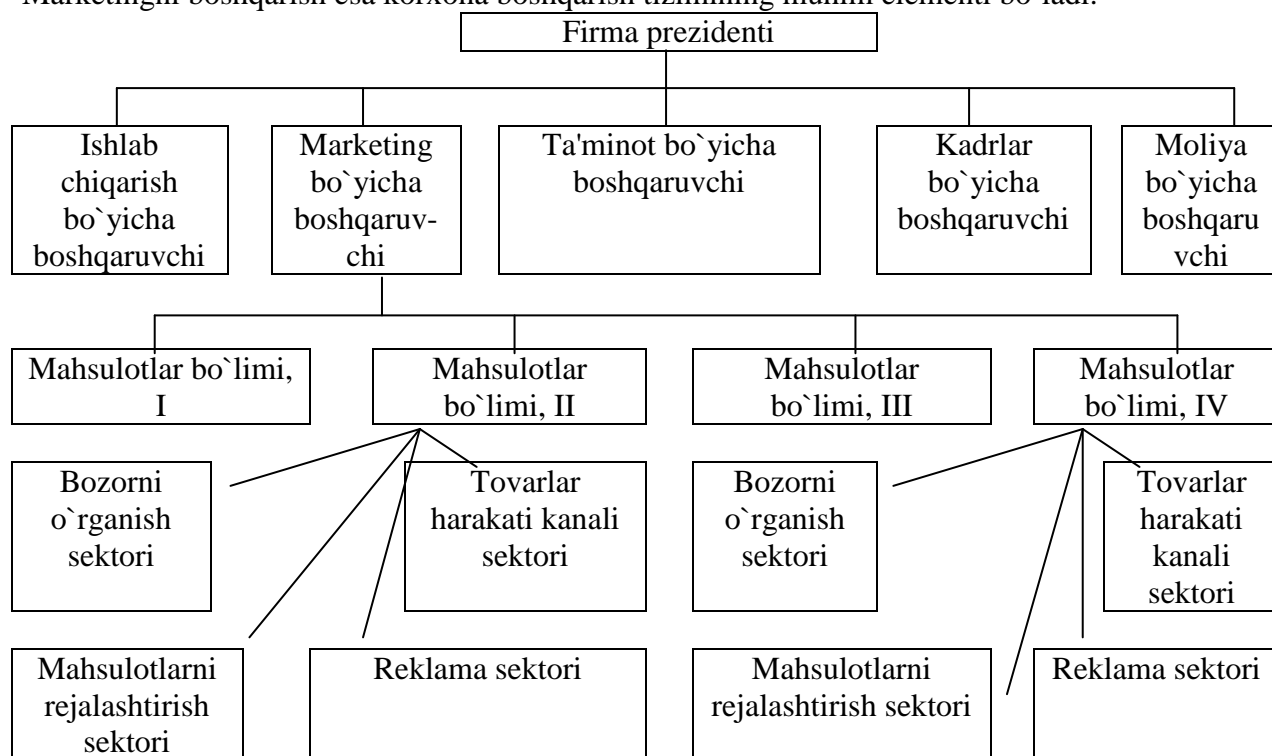 Marketingni boshqarish esa korxona boshqarish tizimining muhim elementi bo`ladi.
Firma prezidenti
Ishlab
chiqarish
bo`yicha
boshqaruvchi
Marketing
bo`yicha
boshqaruv-
chi
Ta'minot bo`yicha
boshqaruvchi
Kadrlar
bo`yicha
boshqaruvchi
Moliya
bo`yicha
boshqaru
vchi
Mahsulotlar bo`limi,
I
Mahsulotlar
bo`limi, II
Mahsulotlar
bo`limi, III
Mahsulotlar
bo`limi, IV
Bozorni
o`rganish
sektori
Tovarlar
harakati kanali
sektori
Bozorni
o`rganish
sektori
Tovarlar
harakati
kanali
sektori
Mahsulotlarni
rejalashtirish
sektori
Reklama sektori
Mahsulotlarni
rejalashtirish sektori
Reklama sektori